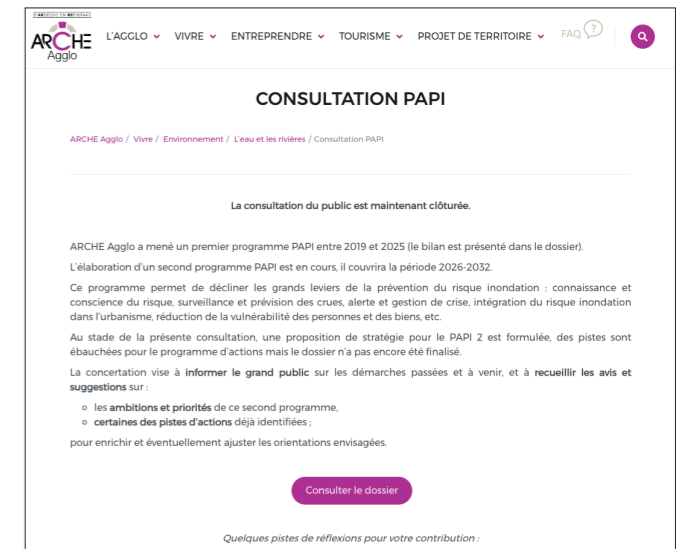 ARCHE
Agglo
L'AGGLO
VIVRE
ENTREPRENDRE
TOURISME
PROJET DE TERRITOIRE
FAQ ?
CONSULTATION PAPI
ARCHE Agglo / Vivre / Environnement / L'eau et les rivières / Consultation PAPI
La consultation du public est maintenant clôturée.
ARCHE Agglo a mené un premier programme PAPI entre 2019 et 2025 (le bilan est présenté dans le dossier).
L'élaboration d'un second programme PAPI est en cours, il couvrira la période 2026-2032.
Ce programme permet de décliner les grands leviers de la prévention du risque inondation : connaissance et
conscience du risque, surveillance et prévision des crues, alerte et gestion de crise, intégration du risque inondation
dans l'urbanisme, réduction de la vulnérabilité des personnes et des biens, etc.
Au stade de la présente consultation, une proposition de stratégie pour le PAPI 2 est formulée, des pistes sont
ébauchées pour le programme d'actions mais le dossier n'a pas encore été finalisé.
La concertation vise à informer le grand public sur les démarches passées et à venir, et à recueillir les avis et
suggestions sur :
les ambitions et priorités de ce second programme,
certaines des pistes d'actions déjà identifiées ;
pour enrichir et éventuellement ajuster les orientations envisagées.
Consulter le dossier
Quelques pistes de réflexions pour votre contribution :